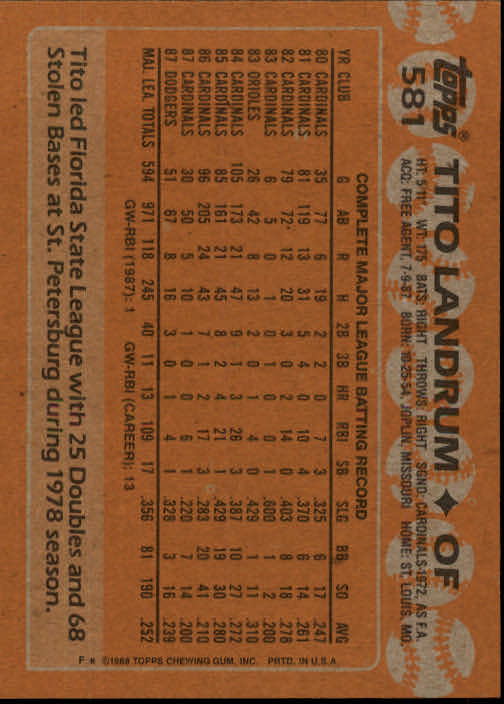 topps®
581 TITO LANDRUM ✦ OF
HT: 5'11" WT: 175 BATS: RIGHT THROWS: RIGHT SGND: CARDINALS-1972, AS F.A.
ACQ: FREE AGENT, 7-9-87 BORN: 10-25-54, JOPLIN, MISSOURI HOME: ST. LOUIS, MO.
COMPLETE MAJOR LEAGUE BATTING RECORD
YR CLUB G AB R H 2B 3B HR RBI SB SLG BB SO AVG
80 CARDINALS 35 77 6 19 2 2 0 7 3 .325 6 17 .247
81 CARDINALS 81 119 13 31 5 4 0 10 4 .370 6 14 .261
82 CARDINALS 79 72 12 20 3 0 2 14 0 .403 8 18 .278
83 CARDINALS 6 5 0 1 0 1 0 0 1 .600 1 2 .200
83 ORIOLES 26 42 8 13 2 0 1 4 0 .429 1 11 .310
84 CARDINALS 105 173 21 47 9 1 3 26 3 .387 10 27 .272
85 CARDINALS 85 161 21 45 8 2 4 21 1 .429 19 30 .280
86 CARDINALS 96 205 24 43 7 1 2 17 3 .283 20 41 .210
87 CARDINALS 30 50 5 10 1 0 0 6 1 .220 7 14 .200
87 DODGERS 51 67 8 16 3 0 1 4 1 .328 3 16 .239
MAJ. LEA. TOTALS 594 971 118 245 40 11 13 109 17 .356 81 190 .252
GW-RBI (1987): 1 GW-RBI (CAREER): 13
Tito led Florida State League with 25 Doubles and 68
Stolen Bases at St. Petersburg during 1978 season.
©1988 TOPPS CHEWING GUM, INC. PRTD. IN U.S.A.